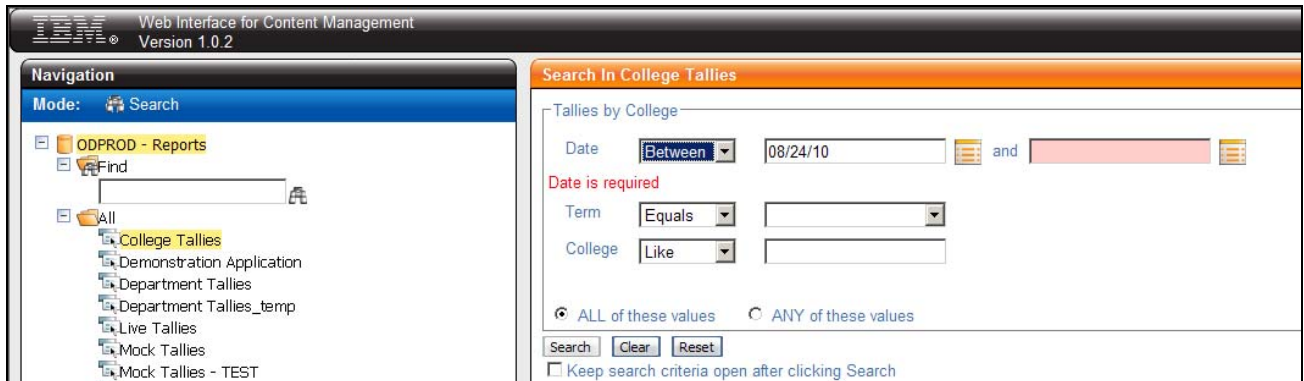 IBM® Web Interface for Content Management
Version 1.0.2
Navigation
Mode: Search
ODPROD - Reports
Find
All
College Tallies
Demonstration Application
Department Tallies
Department Tallies_temp
Live Tallies
Mock Tallies
Mock Tallies - TEST
Search In College Tallies
Tallies by College
Date Between 08/24/10 and
Date is required
Term Equals
College Like
ALL of these values ANY of these values
Search Clear Reset
Keep search criteria open after clicking Search